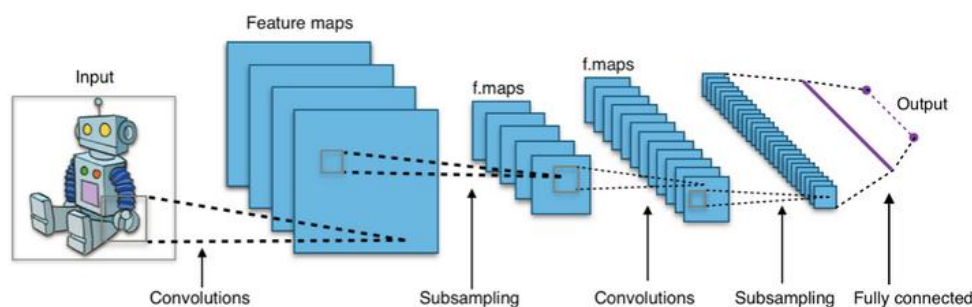 Feature maps
Input
f.maps
f.maps
Output
Convolutions
Subsampling
Convolutions
Subsampling
Fully connected